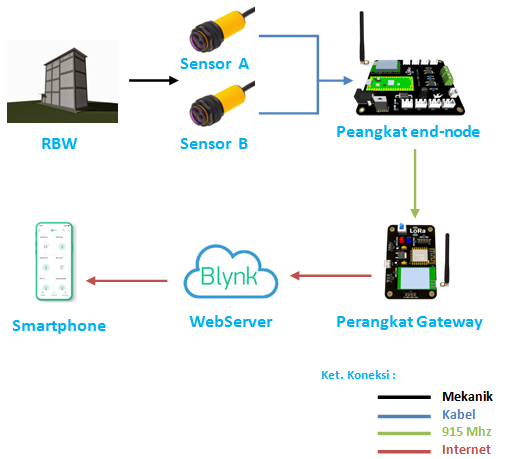 Sensor A
RBW
Sensor B
Peangkat end-node
LoRa
Blynk
Smartphone
WebServer
Perangkat Gateway
Ket. Koneksi :
Mekanik
Kabel
915 Mhz
Internet